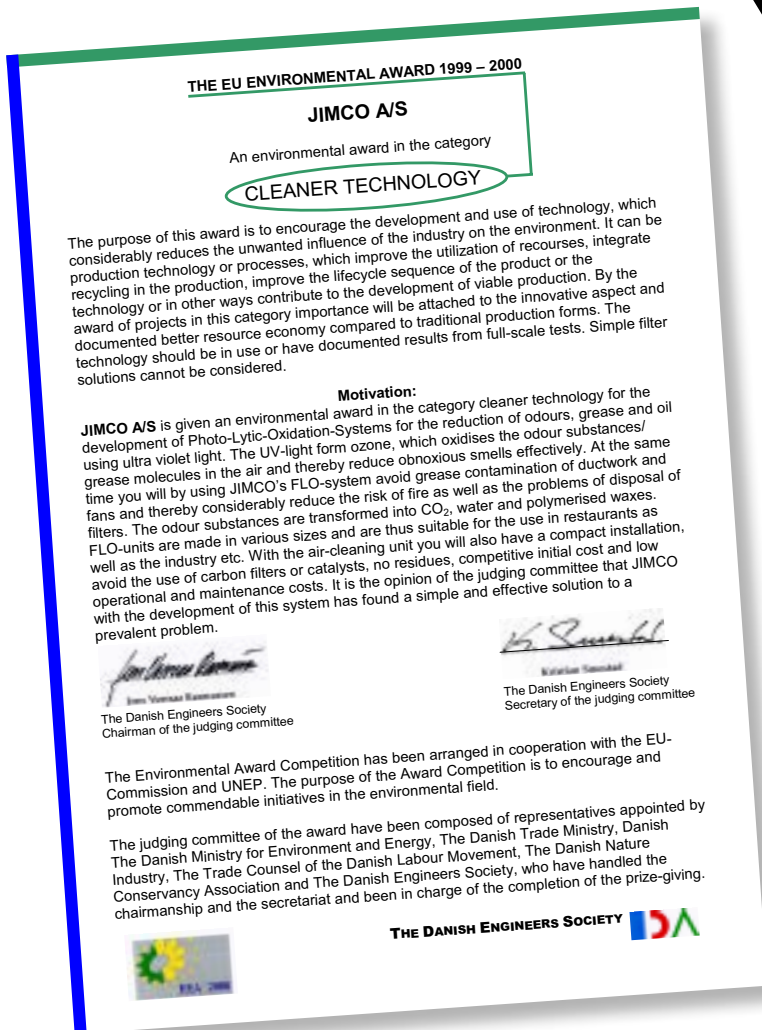 THE EU ENVIRONMENTAL AWARD 1999 – 2000
JIMCO A/S
An environmental award in the category
CLEANER TECHNOLOGY
The purpose of this award is to encourage the development and use of technology, which
considerably reduces the unwanted influence of the industry on the environment. It can be
production technology or processes, which improve the utilization of recourses, integrate
recycling in the production, improve the lifecycle sequence of the product or the
technology or in other ways contribute to the development of viable production. By the
award of projects in this category importance will be attached to the innovative aspect and
documented better resource economy compared to traditional production forms. The
technology should be in use or have documented results from full-scale tests. Simple filter
solutions cannot be considered.
Motivation:
JIMCO A/S is given an environmental award in the category cleaner technology for the
development of Photo-Lytic-Oxidation-Systems for the reduction of odours, grease and oil
using ultra violet light. The UV-light form ozone, which oxidises the odour substances/
grease molecules in the air and thereby reduce obnoxious smells effectively. At the same
time you will by using JIMCO's FLO-system avoid grease contamination of ductwork and
fans and thereby considerably reduce the risk of fire as well as the problems of disposal of
filters. The odour substances are transformed into CO₂, water and polymerised waxes.
FLO-units are made in various sizes and are thus suitable for the use in restaurants as
well as the industry etc. With the air-cleaning unit you will also have a compact installation,
avoid the use of carbon filters or catalysts, no residues, competitive initial cost and low
operational and maintenance costs. It is the opinion of the judging committee that JIMCO
with the development of this system has found a simple and effective solution to a
prevalent problem.
The Danish Engineers Society
Chairman of the judging committee
The Danish Engineers Society
Secretary of the judging committee
The Environmental Award Competition has been arranged in cooperation with the EU-
Commission and UNEP. The purpose of the Award Competition is to encourage and
promote commendable initiatives in the environmental field.
The judging committee of the award have been composed of representatives appointed by
The Danish Ministry for Environment and Energy, The Danish Trade Ministry, Danish
Industry, The Trade Counsel of the Danish Labour Movement, The Danish Nature
Conservancy Association and The Danish Engineers Society, who have handled the
chairmanship and the secretariat and been in charge of the completion of the prize-giving.
THE DANISH ENGINEERS SOCIETY IDA